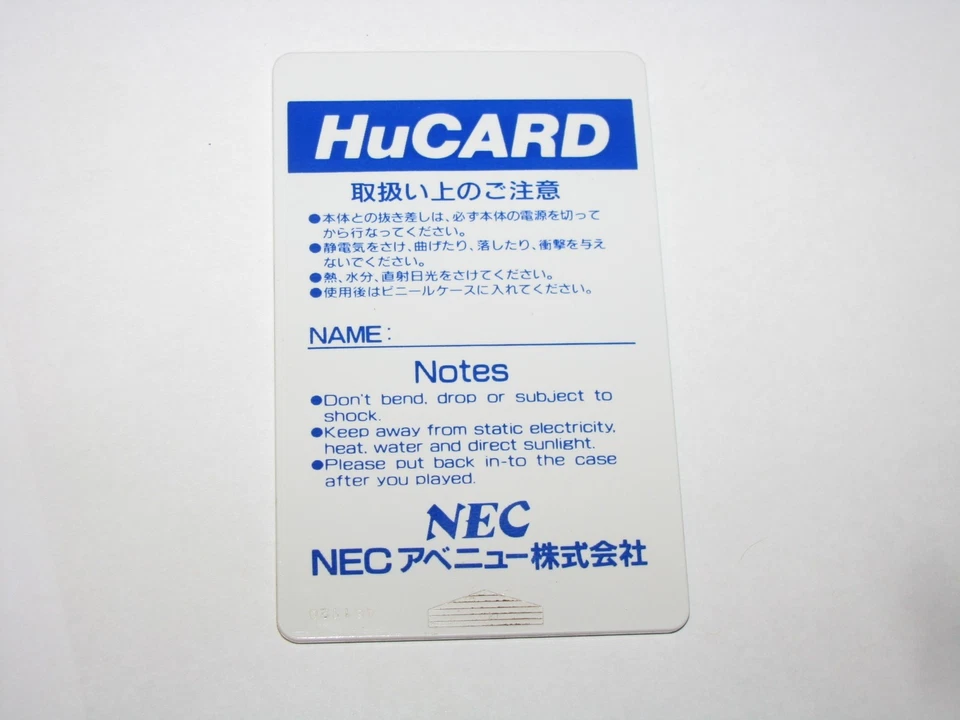 HuCARD
取扱い上のご注意
●本体との抜き差しは、必ず本体の電源を切って
から行なってください。
●静電気をさけ、曲げたり、落したり、衝撃を与え
ないでください。
●熱、水分、直射日光をさけてください。
●使用後はビニールケースに入れてください。
NAME:
Notes
●Don't bend, drop or subject to
shock.
●Keep away from static electricity,
heat, water and direct sunlight.
●Please put back in-to the case
after you played.
NEC
NECアベニュー株式会社